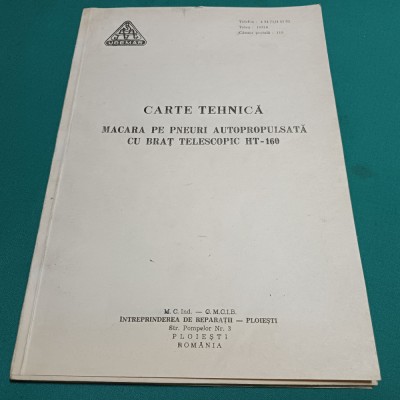 CARTE TEHNICĂ
MACARA PE PNEURI AUTOPROPULSATĂ
CU BRAȚ TELESCOPIC HT-160
M. C. Ind. — G. M. C. I. B.
ÎNTREPRINDEREA DE REPARAȚII — PLOIEȘTI
Str. Pompelor Nr. 3
PLOIEȘTI
ROMÂNIA